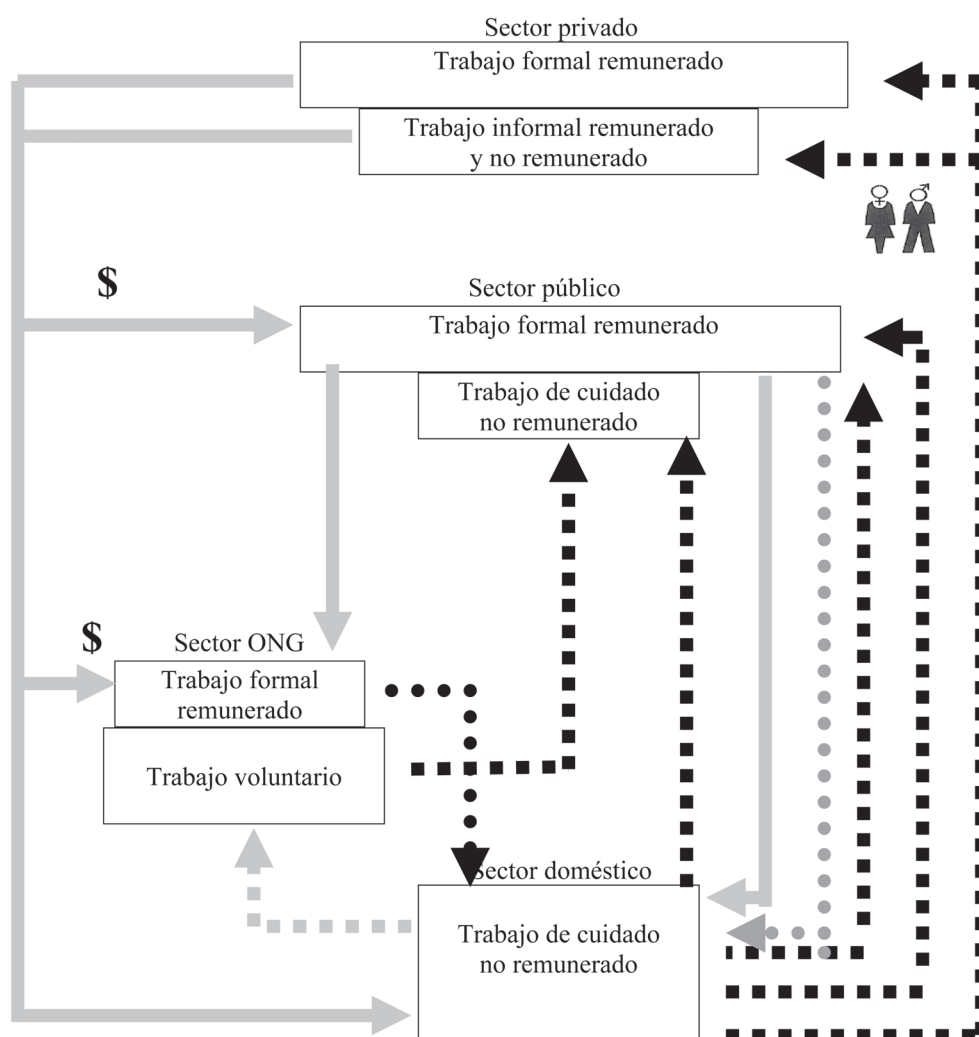 Sector privado
Trabajo formal remunerado
Trabajo informal remunerado
y no remunerado
$
Sector público
Trabajo formal remunerado
Trabajo de cuidado
no remunerado
$
Sector ONG
Trabajo formal
remunerado
Trabajo voluntario
Sector doméstico
Trabajo de cuidado
no remunerado